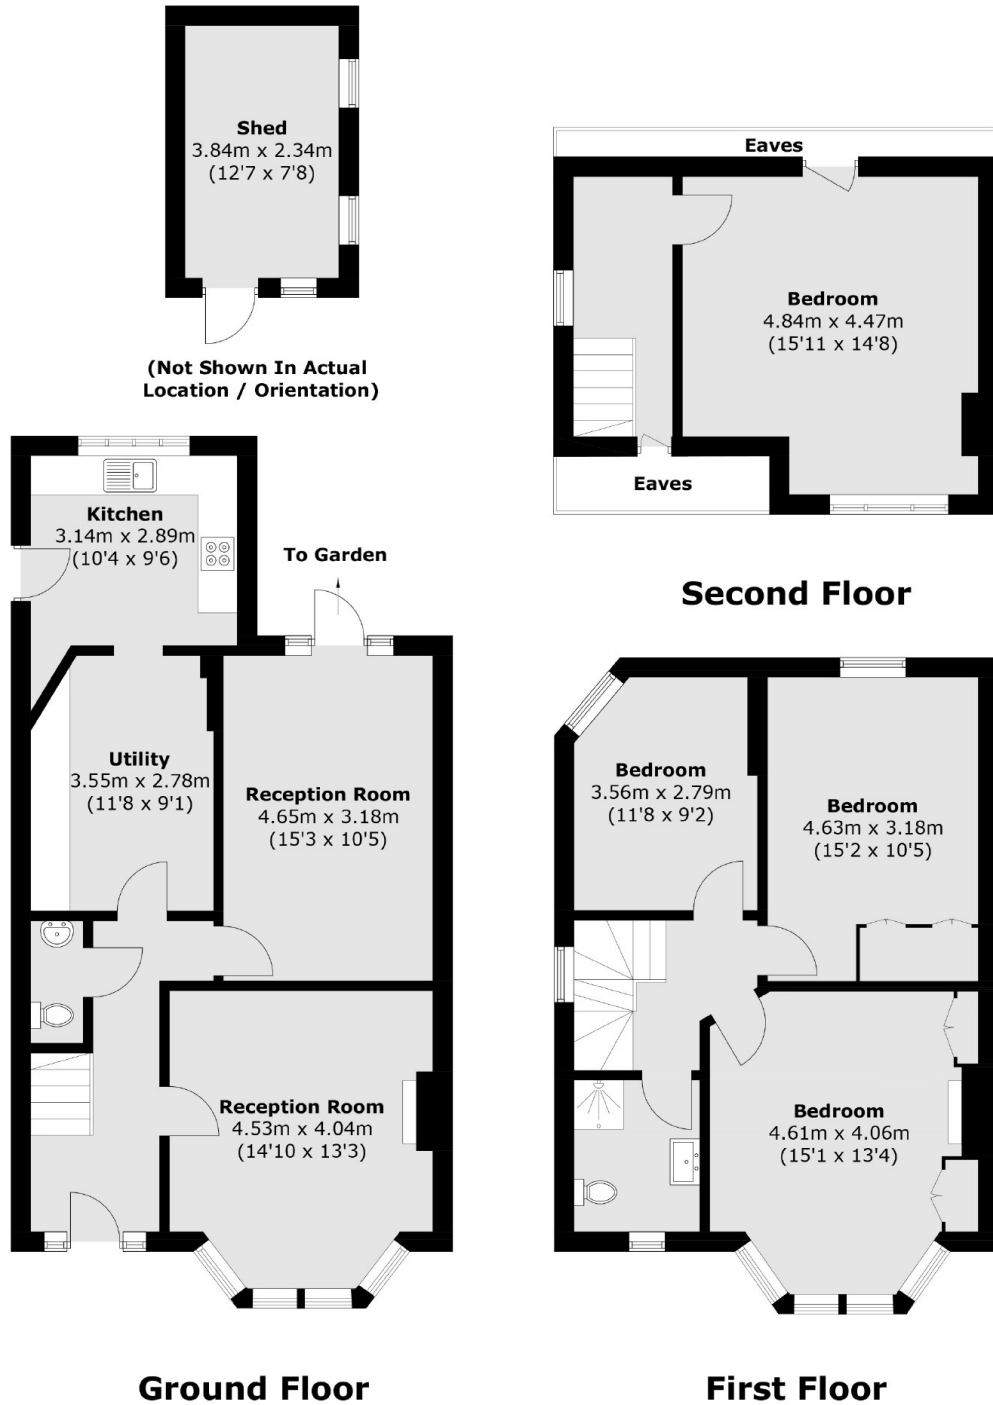 Shed
3.84m x 2.34m
(12'7 x 7'8)
(Not Shown In Actual
Location / Orientation)
Eaves
Bedroom
4.84m x 4.47m
(15'11 x 14'8)
Eaves
Second Floor
Kitchen
3.14m x 2.89m
(10'4 x 9'6)
To Garden
Utility
3.55m x 2.78m
(11'8 x 9'1)
Reception Room
4.65m x 3.18m
(15'3 x 10'5)
Reception Room
4.53m x 4.04m
(14'10 x 13'3)
Ground Floor
Bedroom
3.56m x 2.79m
(11'8 x 9'2)
Bedroom
4.63m x 3.18m
(15'2 x 10'5)
Bedroom
4.61m x 4.06m
(15'1 x 13'4)
First Floor